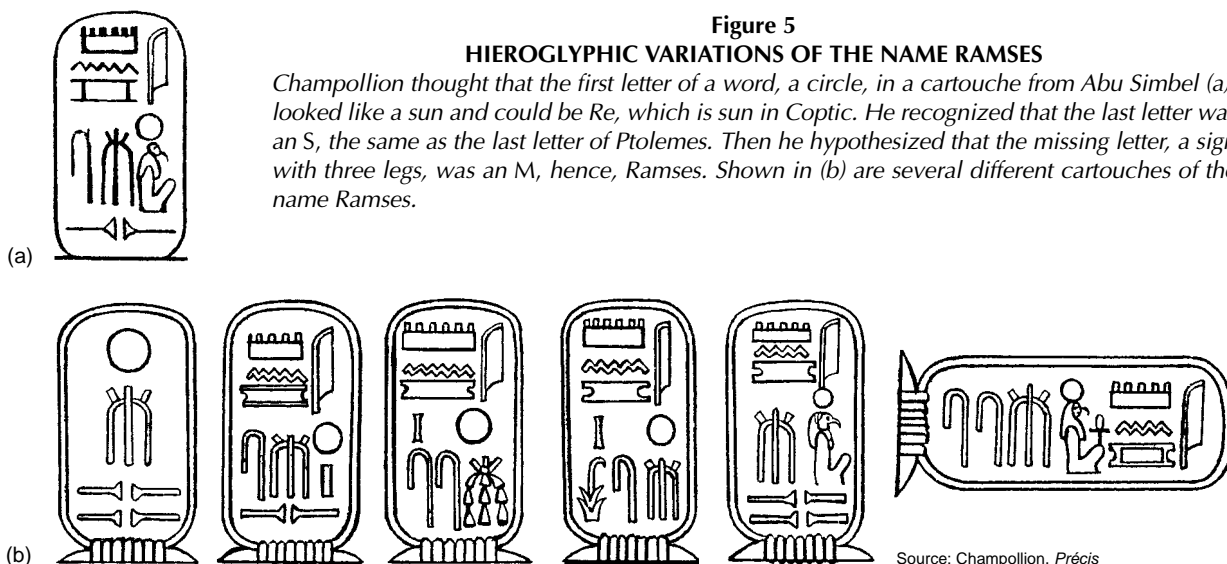 Figure 5
HIEROGLYPHIC VARIATIONS OF THE NAME RAMSES
Champollion thought that the first letter of a word, a circle, in a cartouche from Abu Simbel (a)
looked like a sun and could be Re, which is sun in Coptic. He recognized that the last letter wa
an S, the same as the last letter of Ptolemes. Then he hypothesized that the missing letter, a sig
with three legs, was an M, hence, Ramses. Shown in (b) are several different cartouches of the
name Ramses.
(a)
(b)
Source: Champollion, Précis